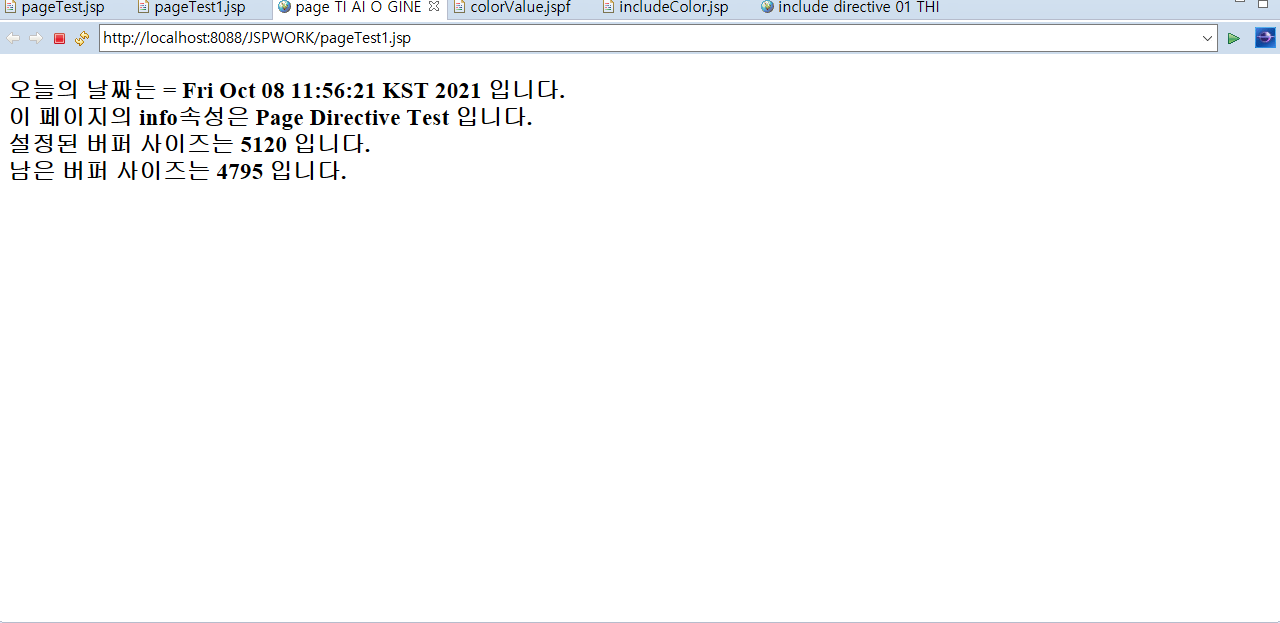 pageTest.jsp
pageTest1.jsp
page TI AI O GINE
colorValue.jspf
includeColor.jsp
include directive 01 THI
http://localhost:8088/JSPWORK/pageTest1.jsp
오늘의 날짜는 = Fri Oct 08 11:56:21 KST 2021 입니다.
이 페이지의 info속성은 Page Directive Test 입니다.
설정된 버퍼 사이즈는 5120 입니다.
남은 버퍼 사이즈는 4795 입니다.